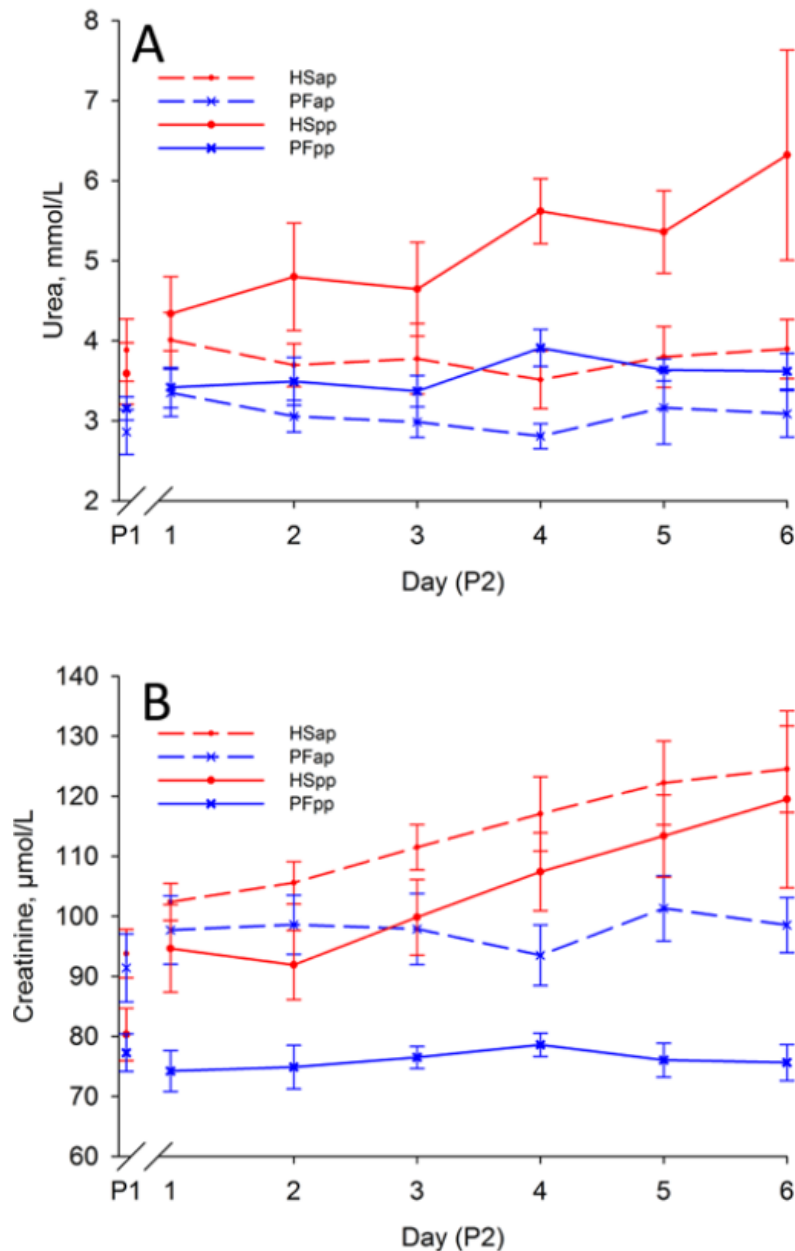 A
HSap
PFap
HSpp
PFpp
Urea, mmol/L
8
7
6
5
4
3
2
P1 1 2 3 4 5 6
Day (P2)
B
HSap
PFap
HSpp
PFpp
Creatinine, µmol/L
140
130
120
110
100
90
80
70
60
P1 1 2 3 4 5 6
Day (P2)